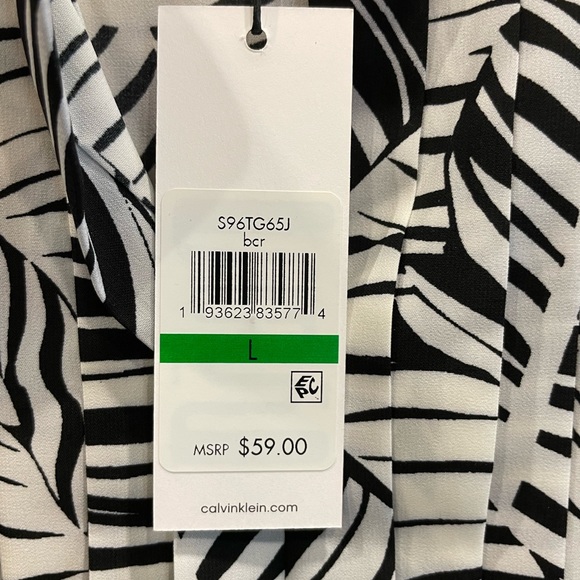 S96TG65J
bcr
1 93623 83577 4
L
EPC
MSRP $59.00
calvinklein.com